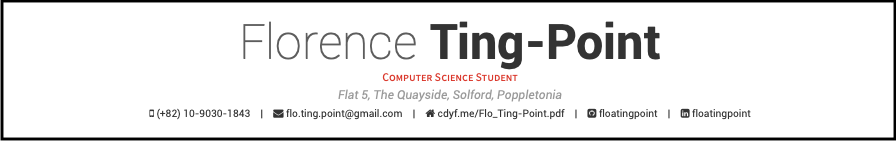 Florence Ting-Point
Computer Science Student
Flat 5, The Quayside, Solford, Poppletonia
(+82) 10-9030-1843 | flo.ting.point@gmail.com | cdyf.me/Flo_Ting-Point.pdf | floatingpoint | floatingpoint